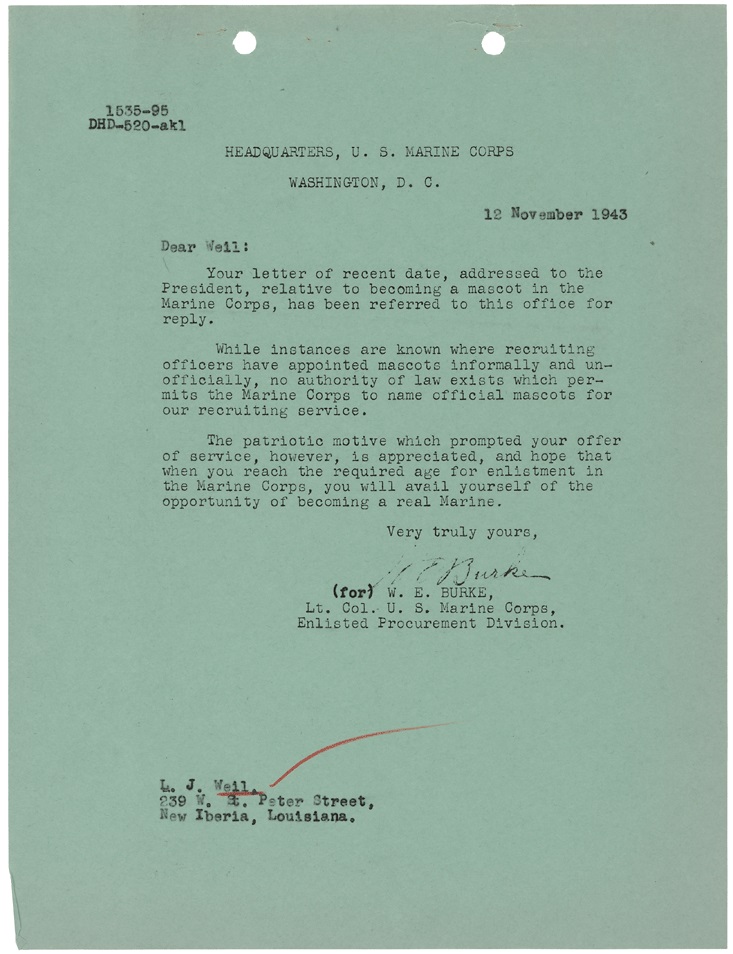 1535-95
DHD-520-akl
HEADQUARTERS, U. S. MARINE CORPS
WASHINGTON, D. C.
12 November 1943
Dear Weil:
Your letter of recent date, addressed to the
President, relative to becoming a mascot in the
Marine Corps, has been referred to this office for
reply.
While instances are known where recruiting
officers have appointed mascots informally and un-
officially, no authority of law exists which per-
mits the Marine Corps to name official mascots for
our recruiting service.
The patriotic motive which prompted your offer
of service, however, is appreciated, and hope that
when you reach the required age for enlistment in
the Marine Corps, you will avail yourself of the
opportunity of becoming a real Marine.
Very truly yours,
W E Burke
(for) W. E. BURKE,
Lt. Col. U. S. Marine Corps,
Enlisted Procurement Division.
L. J. Weil,
239 W. St. Peter Street,
New Iberia, Louisiana.